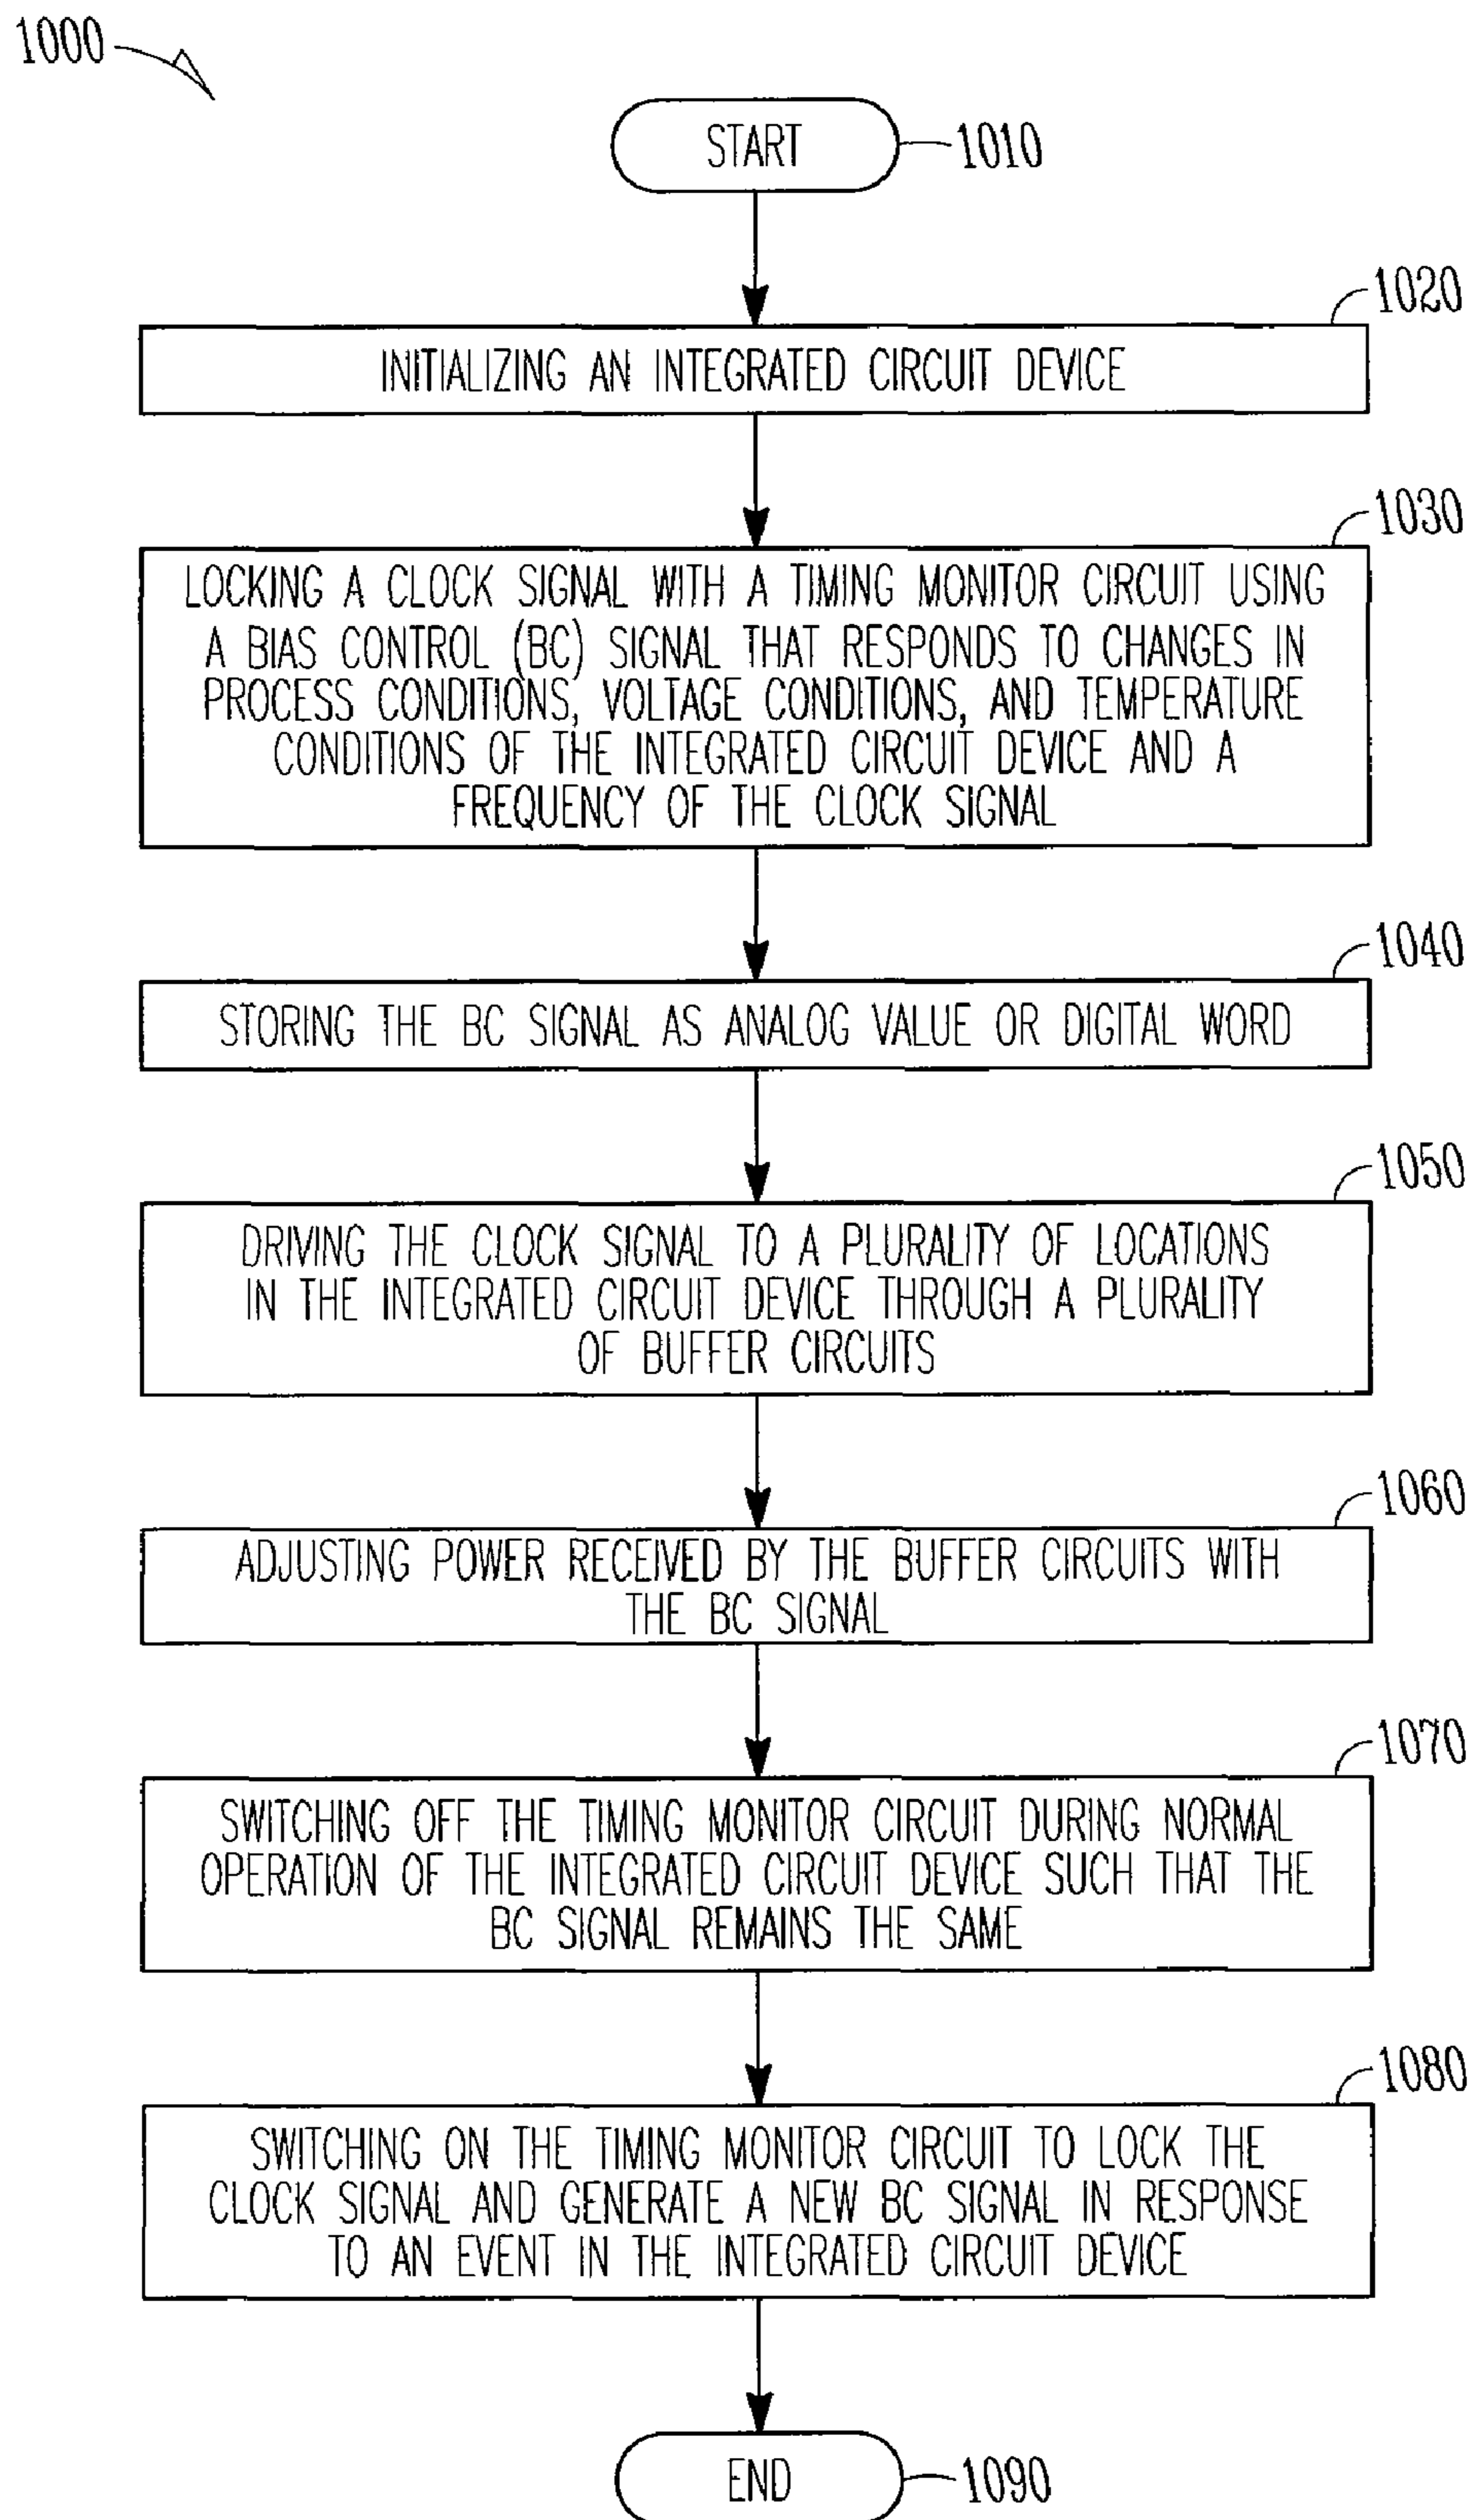 1000
START
1010
1020
INITIALIZING AN INTEGRATED CIRCUIT DEVICE
1030
LOCKING A CLOCK SIGNAL WITH A TIMING MONITOR CIRCUIT USING
A BIAS CONTROL (BC) SIGNAL THAT RESPONDS TO CHANGES IN
PROCESS CONDITIONS, VOLTAGE CONDITIONS, AND TEMPERATURE
CONDITIONS OF THE INTEGRATED CIRCUIT DEVICE AND A
FREQUENCY OF THE CLOCK SIGNAL
1040
STORING THE BC SIGNAL AS ANALOG VALUE OR DIGITAL WORD
1050
DRIVING THE CLOCK SIGNAL TO A PLURALITY OF LOCATIONS
IN THE INTEGRATED CIRCUIT DEVICE THROUGH A PLURALITY
OF BUFFER CIRCUITS
1060
ADJUSTING POWER RECEIVED BY THE BUFFER CIRCUITS WITH
THE BC SIGNAL
1070
SWITCHING OFF THE TIMING MONITOR CIRCUIT DURING NORMAL
OPERATION OF THE INTEGRATED CIRCUIT DEVICE SUCH THAT THE
BC SIGNAL REMAINS THE SAME
1080
SWITCHING ON THE TIMING MONITOR CIRCUIT TO LOCK THE
CLOCK SIGNAL AND GENERATE A NEW BC SIGNAL IN RESPONSE
TO AN EVENT IN THE INTEGRATED CIRCUIT DEVICE
END
1090